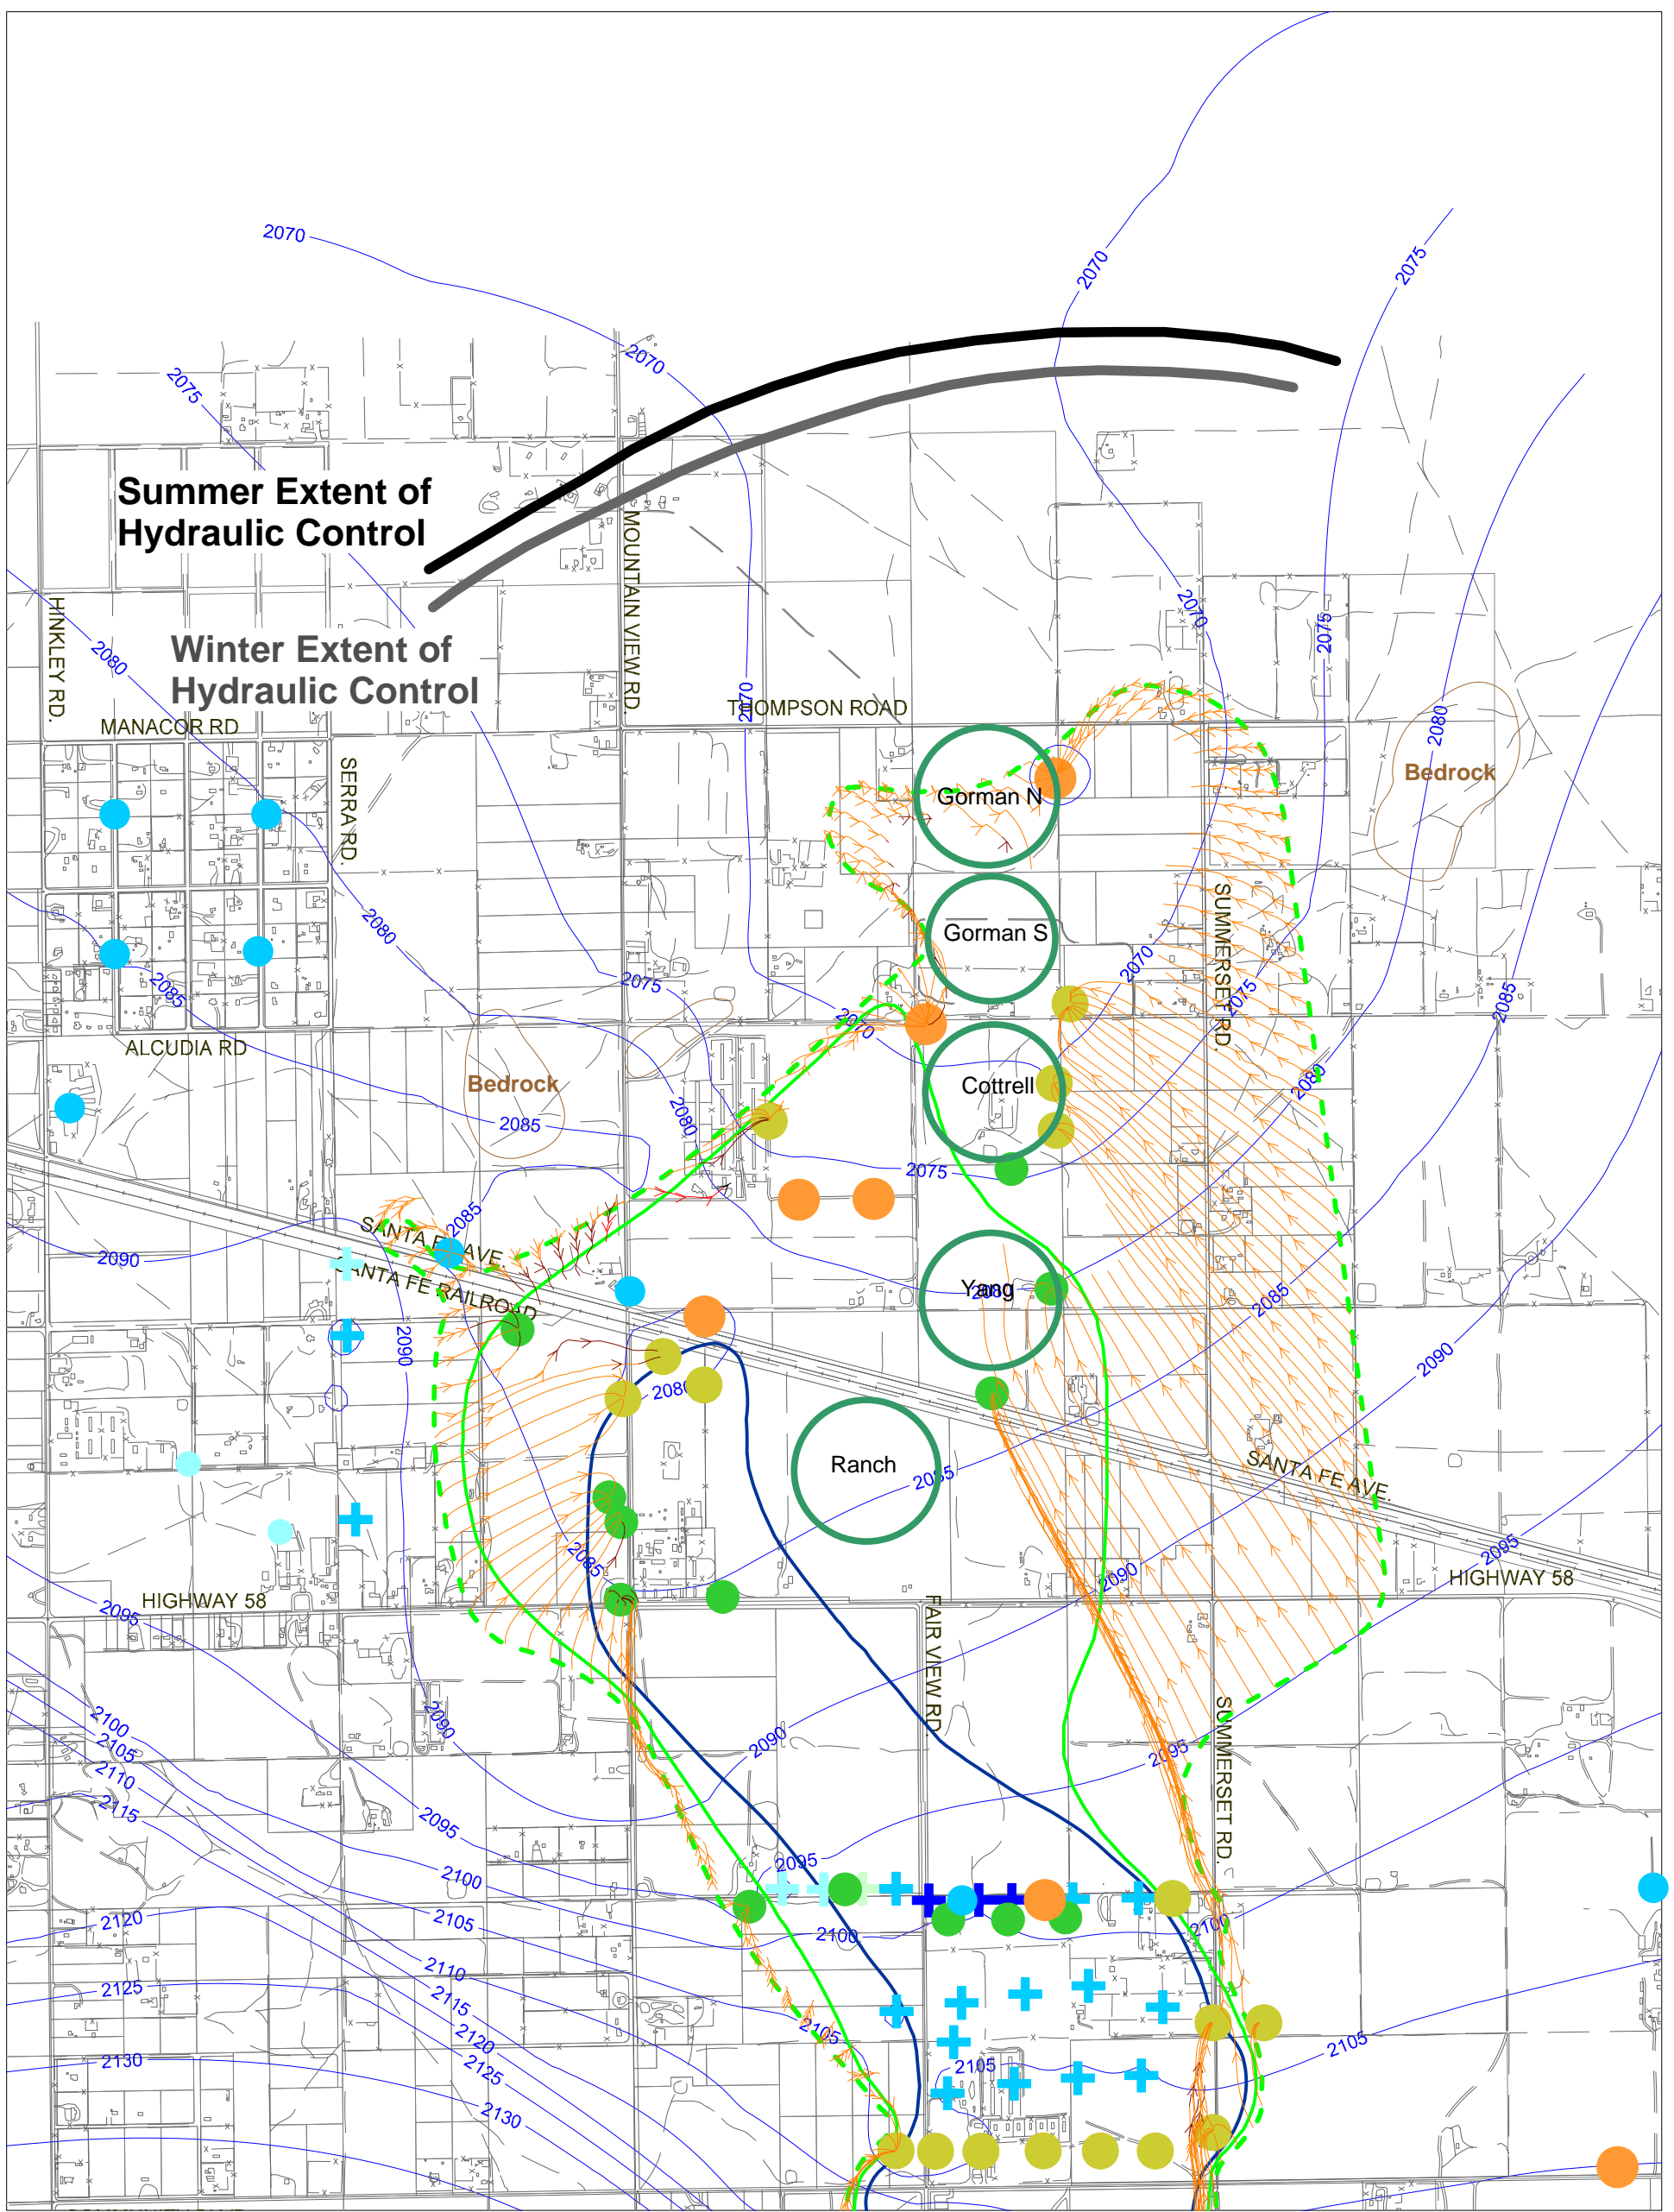 2070
2070
2075
2070
2075
Summer Extent of
Hydraulic Control
MOUNTAIN VIEW RD.
HINKLEY RD.
2080
2070
2075
Winter Extent of
Hydraulic Control
2070
THOMPSON ROAD
MANACOR RD
2080
Bedrock
SERRA RD.
Gorman N
2080
Gorman S
SUMMERSET RD.
2070
2075
2085
2075
2085
2070
ALCUDIA RD
Bedrock
Cottrell
2080
2080
2085
2075
SANTA FE AVE.
2085
2090
SANTA FE RAILROAD
Yang
2080
2085
2090
2090
2080
Ranch
2085
SANTA FE AVE.
2085
2095
2090
HIGHWAY 58
HIGHWAY 58
2095
FAIR VIEW RD.
SUMMERSET RD.
2090
2100
2105
2110
2115
2090
2095
2095
2095
2100
2105
2120
2100
2100
2110
2125
2115
2105
2120
2125
2130
2105
2105
2130